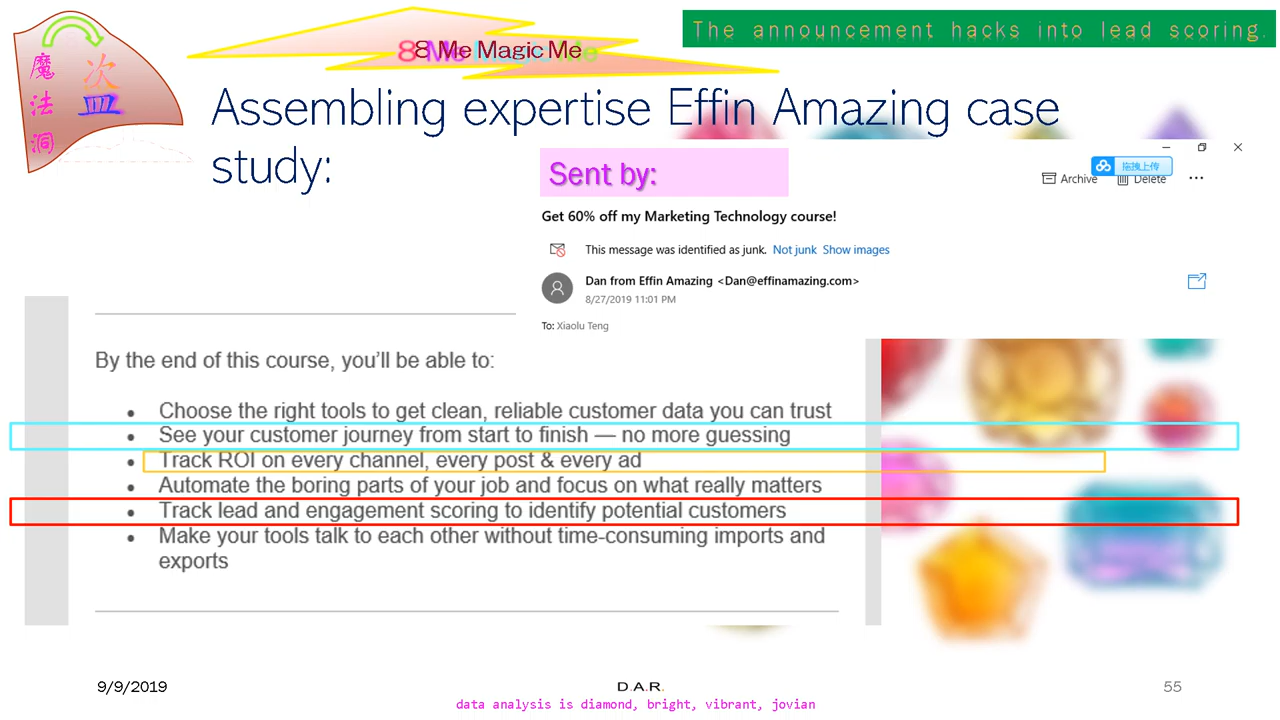 The announcement hacks into lead scoring.
8 Me Magic Me
魔
法
洞
次
皿
Assembling expertise Effin Amazing case
study:
Sent by:
拖拽上传
Archive
Delete
Get 60% off my Marketing Technology course!
This message was identified as junk. Not junk Show images
Dan from Effin Amazing <Dan@effinamazing.com>
8/27/2019 11:01 PM
To: Xiaolu Teng
By the end of this course, you'll be able to:
• Choose the right tools to get clean, reliable customer data you can trust
• See your customer journey from start to finish — no more guessing
• Track ROI on every channel, every post & every ad
• Automate the boring parts of your job and focus on what really matters
• Track lead and engagement scoring to identify potential customers
• Make your tools talk to each other without time-consuming imports and
exports
9/9/2019
D.A.R.
55
data analysis is diamond, bright, vibrant, jovian